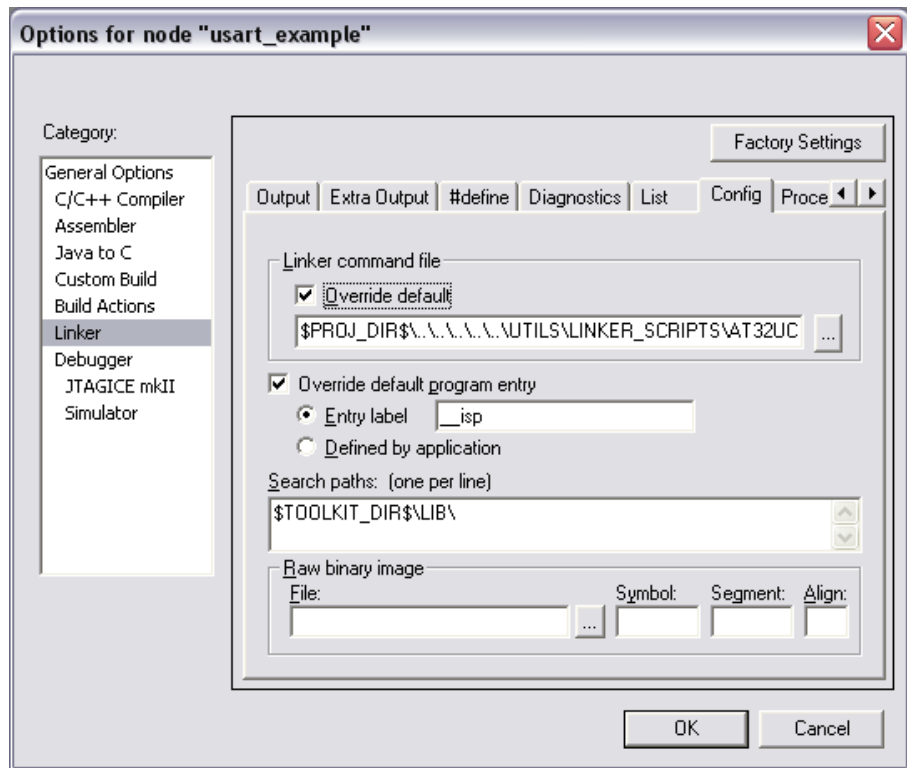 Options for node "usart_example"
Category:
Factory Settings
General Options
C/C++ Compiler
Assembler
Java to C
Custom Build
Build Actions
Linker
Debugger
JTAGICE mkII
Simulator
Output Extra Output #define Diagnostics List Config Proce
Linker command file
Override default
$PROJ_DIR$\..\..\..\..\..\UTILS\LINKER_SCRIPTS\AT32UC ...
Override default program entry
Entry label __isp
Defined by application
Search paths: (one per line)
$TOOLKIT_DIR$\LIB\
Raw binary image
File: Symbol: Segment: Align:
...
OK Cancel